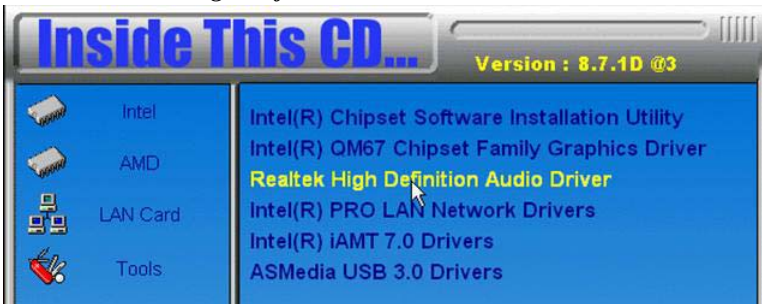 Inside This CD...
Version : 8.7.1D @3
Intel
AMD
LAN Card
Tools
Intel(R) Chipset Software Installation Utility
Intel(R) QM67 Chipset Family Graphics Driver
Realtek High Definition Audio Driver
Intel(R) PRO LAN Network Drivers
Intel(R) iAMT 7.0 Drivers
ASMedia USB 3.0 Drivers